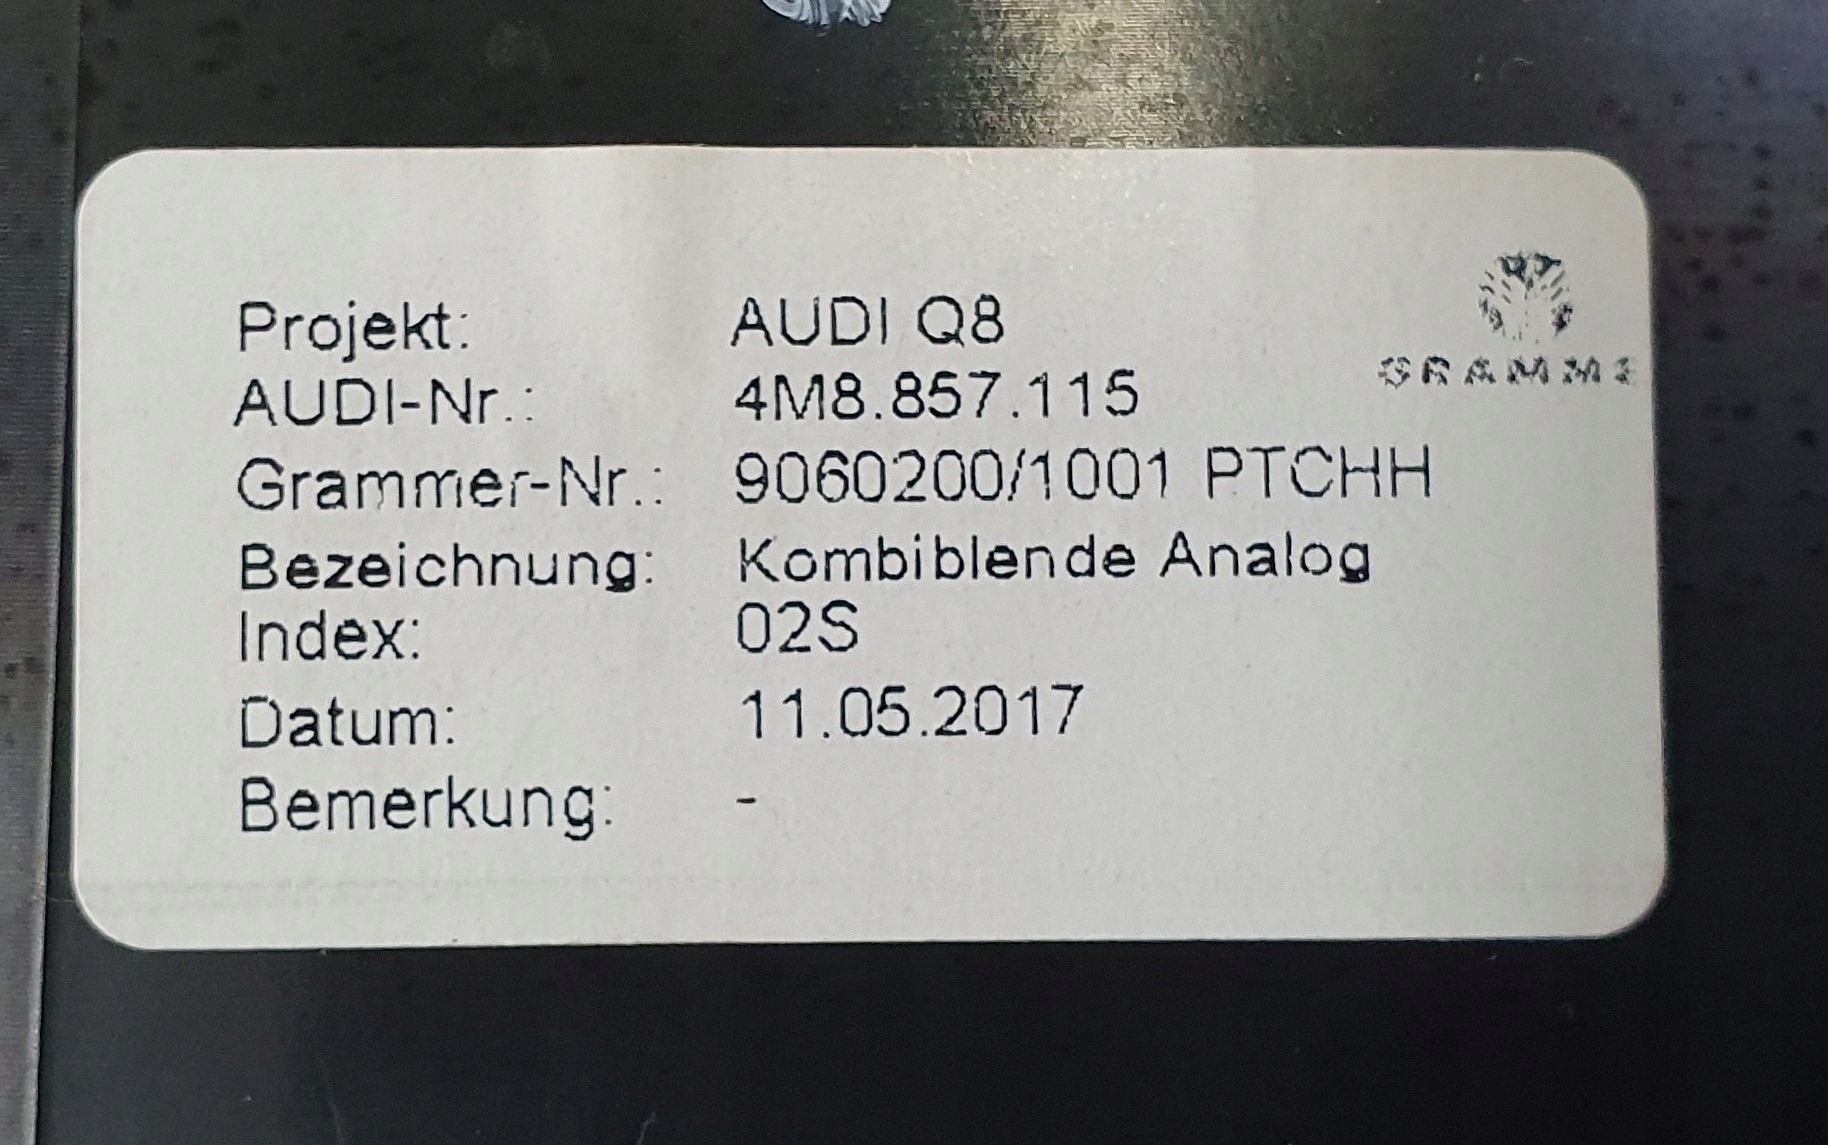 Projekt: AUDI Q8
AUDI-Nr.: 4M8.857.115
Grammer-Nr.: 9060200/1001 PTCHH
Bezeichnung: Kombiblende Analog
Index: 02S
Datum: 11.05.2017
Bemerkung: -